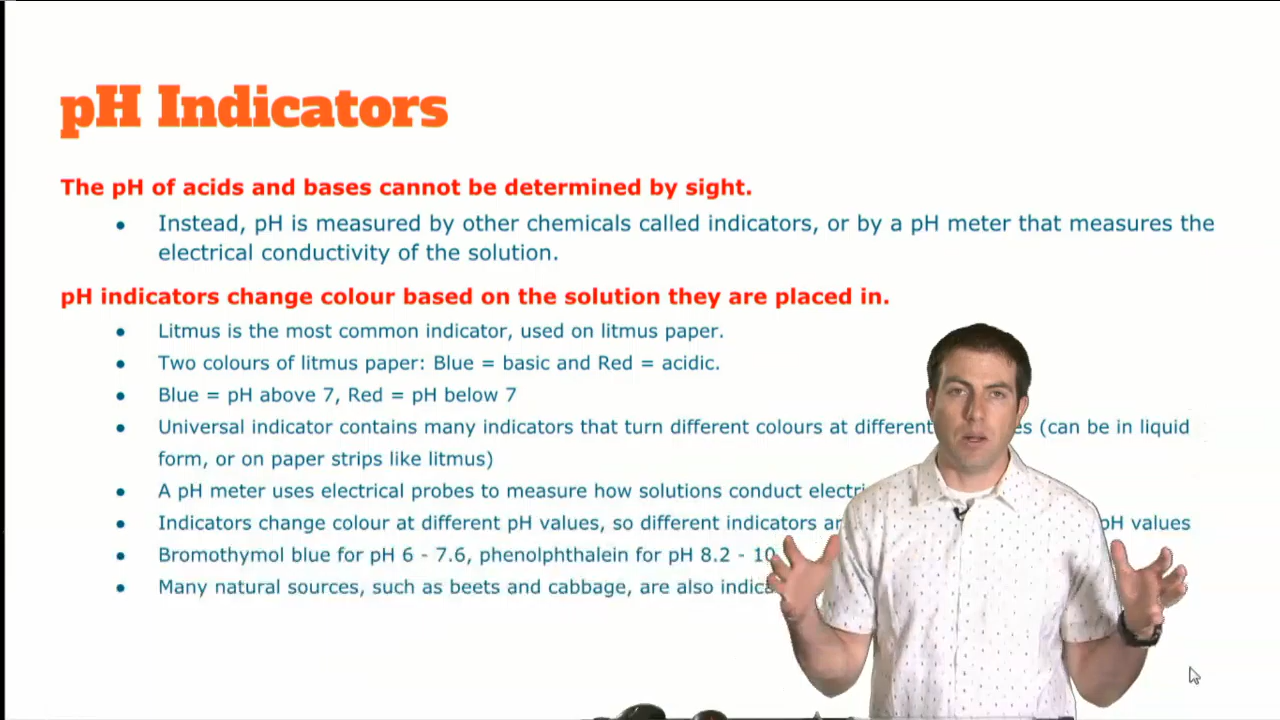 pH Indicators
The pH of acids and bases cannot be determined by sight.
• Instead, pH is measured by other chemicals called indicators, or by a pH meter that measures the
electrical conductivity of the solution.
pH indicators change colour based on the solution they are placed in.
• Litmus is the most common indicator, used on litmus paper.
• Two colours of litmus paper: Blue = basic and Red = acidic.
• Blue = pH above 7, Red = pH below 7
• Universal indicator contains many indicators that turn different colours at different (can be in liquid
form, or on paper strips like litmus)
• A pH meter uses electrical probes to measure how solutions conduct
• Indicators change colour at different pH values, so different indicators pH values
• Bromothymol blue for pH 6 - 7.6, phenolphthalein for pH 8.2 - 10
• Many natural sources, such as beets and cabbage, are also